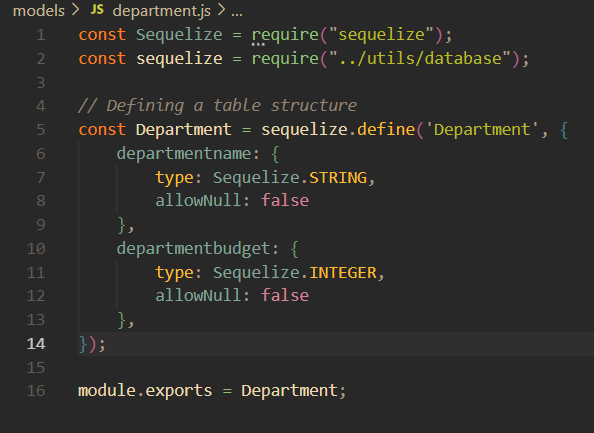 models > JS department.js > ...
1 const Sequelize = require("sequelize");
2 const sequelize = require("../utils/database");
3
4 // Defining a table structure
5 const Department = sequelize.define('Department', {
6     departmentname: {
7         type: Sequelize.STRING,
8         allowNull: false
9     },
10     departmentbudget: {
11         type: Sequelize.INTEGER,
12         allowNull: false
13     },
14 });
15
16 module.exports = Department;